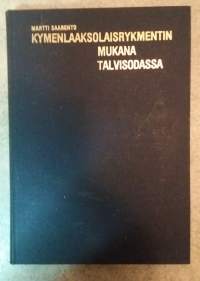 MARTTI SAARENTO
KYMENLAAKSOLAISRYKMENTIN
MUKANA
TALVISODASSA